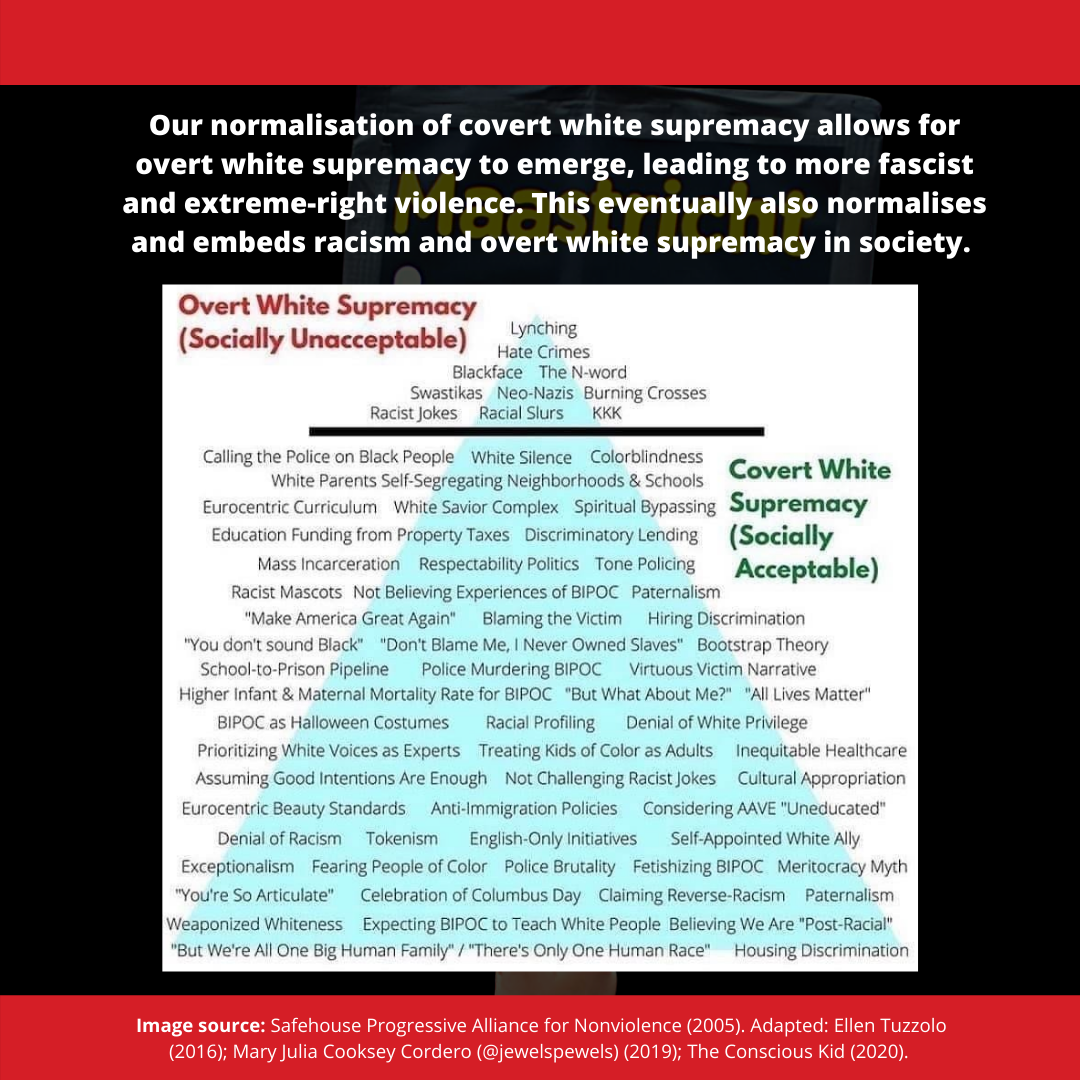 Our normalisation of covert white supremacy allows for
overt white supremacy to emerge, leading to more fascist
and extreme-right violence. This eventually also normalises
and embeds racism and overt white supremacy in society.
Maastricht
Overt White Supremacy
(Socially Unacceptable)
Lynching
Hate Crimes
Blackface The N-word
Swastikas Neo-Nazis Burning Crosses
Racist Jokes Racial Slurs KKK
Calling the Police on Black People White Silence Colorblindness
White Parents Self-Segregating Neighborhoods & Schools
Eurocentric Curriculum White Savior Complex Spiritual Bypassing
Education Funding from Property Taxes Discriminatory Lending
Mass Incarceration Respectability Politics Tone Policing
Racist Mascots Not Believing Experiences of BIPOC Paternalism
Covert White
Supremacy
(Socially
Acceptable)
"Make America Great Again" Blaming the Victim Hiring Discrimination
"You don't sound Black" "Don't Blame Me, I Never Owned Slaves" Bootstrap Theory
School-to-Prison Pipeline Police Murdering BIPOC Virtuous Victim Narrative
Higher Infant & Maternal Mortality Rate for BIPOC "But What About Me?" "All Lives Matter"
BIPOC as Halloween Costumes Racial Profiling Denial of White Privilege
Prioritizing White Voices as Experts Treating Kids of Color as Adults Inequitable Healthcare
Assuming Good Intentions Are Enough Not Challenging Racist Jokes Cultural Appropriation
Eurocentric Beauty Standards Anti-Immigration Policies Considering AAVE "Uneducated"
Denial of Racism Tokenism English-Only Initiatives Self-Appointed White Ally
Exceptionalism Fearing People of Color Police Brutality Fetishizing BIPOC Meritocracy Myth
"You're So Articulate" Celebration of Columbus Day Claiming Reverse-Racism Paternalism
Weaponized Whiteness Expecting BIPOC to Teach White People Believing We Are "Post-Racial"
"But We're All One Big Human Family" / "There's Only One Human Race" Housing Discrimination
Image source: Safehouse Progressive Alliance for Nonviolence (2005). Adapted: Ellen Tuzzolo
(2016); Mary Julia Cooksey Cordero (@jewelspewels) (2019); The Conscious Kid (2020).